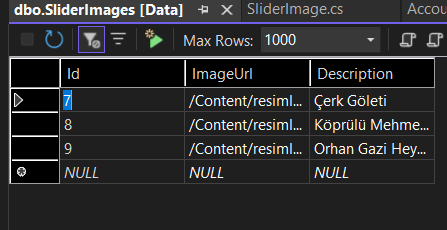 dbo.SliderImages [Data] SliderImage.cs Accou
Max Rows: 1000
Id ImageUrl Description
7 /Content/resiml... Çerk Göleti
8 /Content/resiml... Köprülü Mehme...
9 /Content/resiml... Orhan Gazi Hey...
NULL NULL NULL